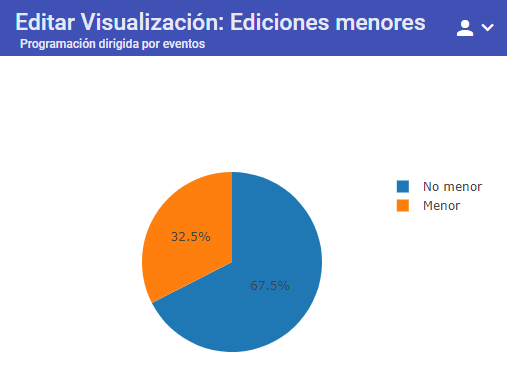 Editar Visualización: Ediciones menores
Programación dirigida por eventos
No menor
Menor
32.5%
67.5%